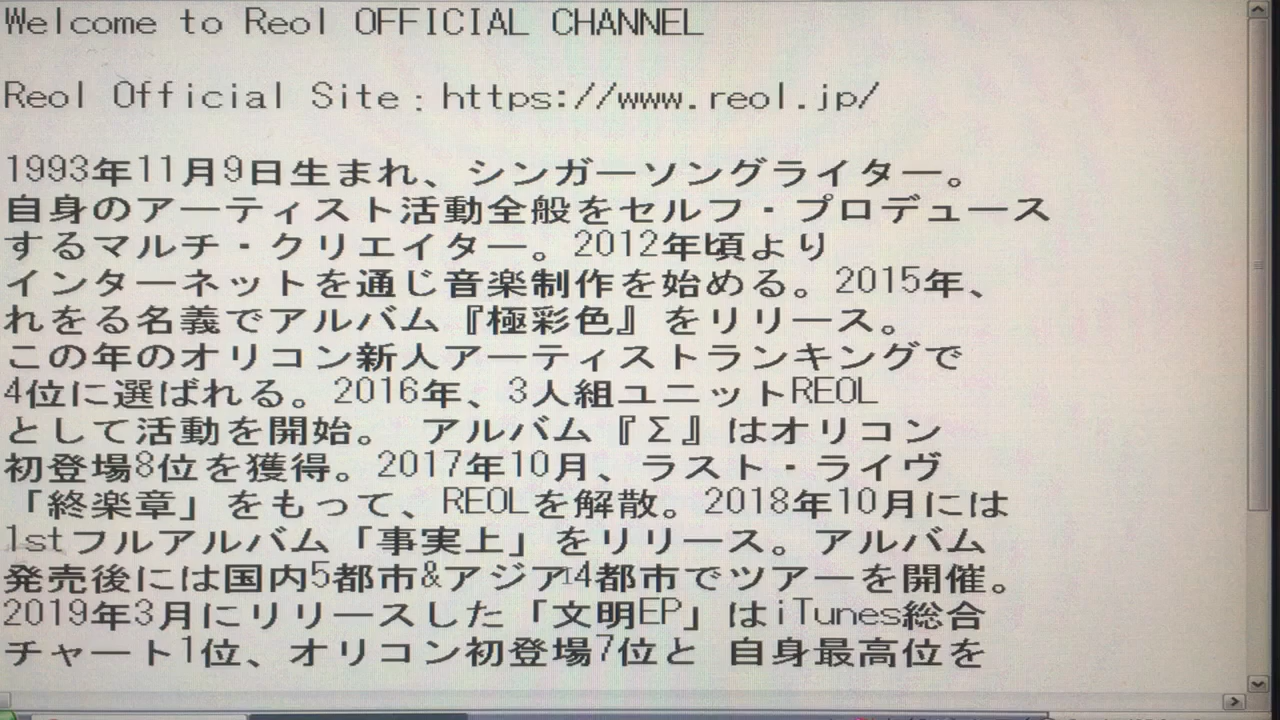 Welcome to Reol OFFICIAL CHANNEL
Reol Official Site：https://www.reol.jp/
1993年11月9日生まれ、シンガーソングライター。
自身のアーティスト活動全般をセルフ・プロデュース
するマルチ・クリエイター。2012年頃より
インターネットを通じ音楽制作を始める。2015年、
れをる名義でアルバム『極彩色』をリリース。
この年のオリコン新人アーティストランキングで
4位に選ばれる。2016年、3人組ユニットREOL
として活動を開始。 アルバム『Σ』はオリコン
初登場8位を獲得。2017年10月、ラスト・ライヴ
「終楽章」をもって、REOLを解散。2018年10月には
1stフルアルバム「事実上」をリリース。アルバム
発売後には国内5都市&アジア4都市でツアーを開催。
2019年3月にリリースした「文明EP」はiTunes総合
チャート1位、オリコン初登場7位と 自身最高位を